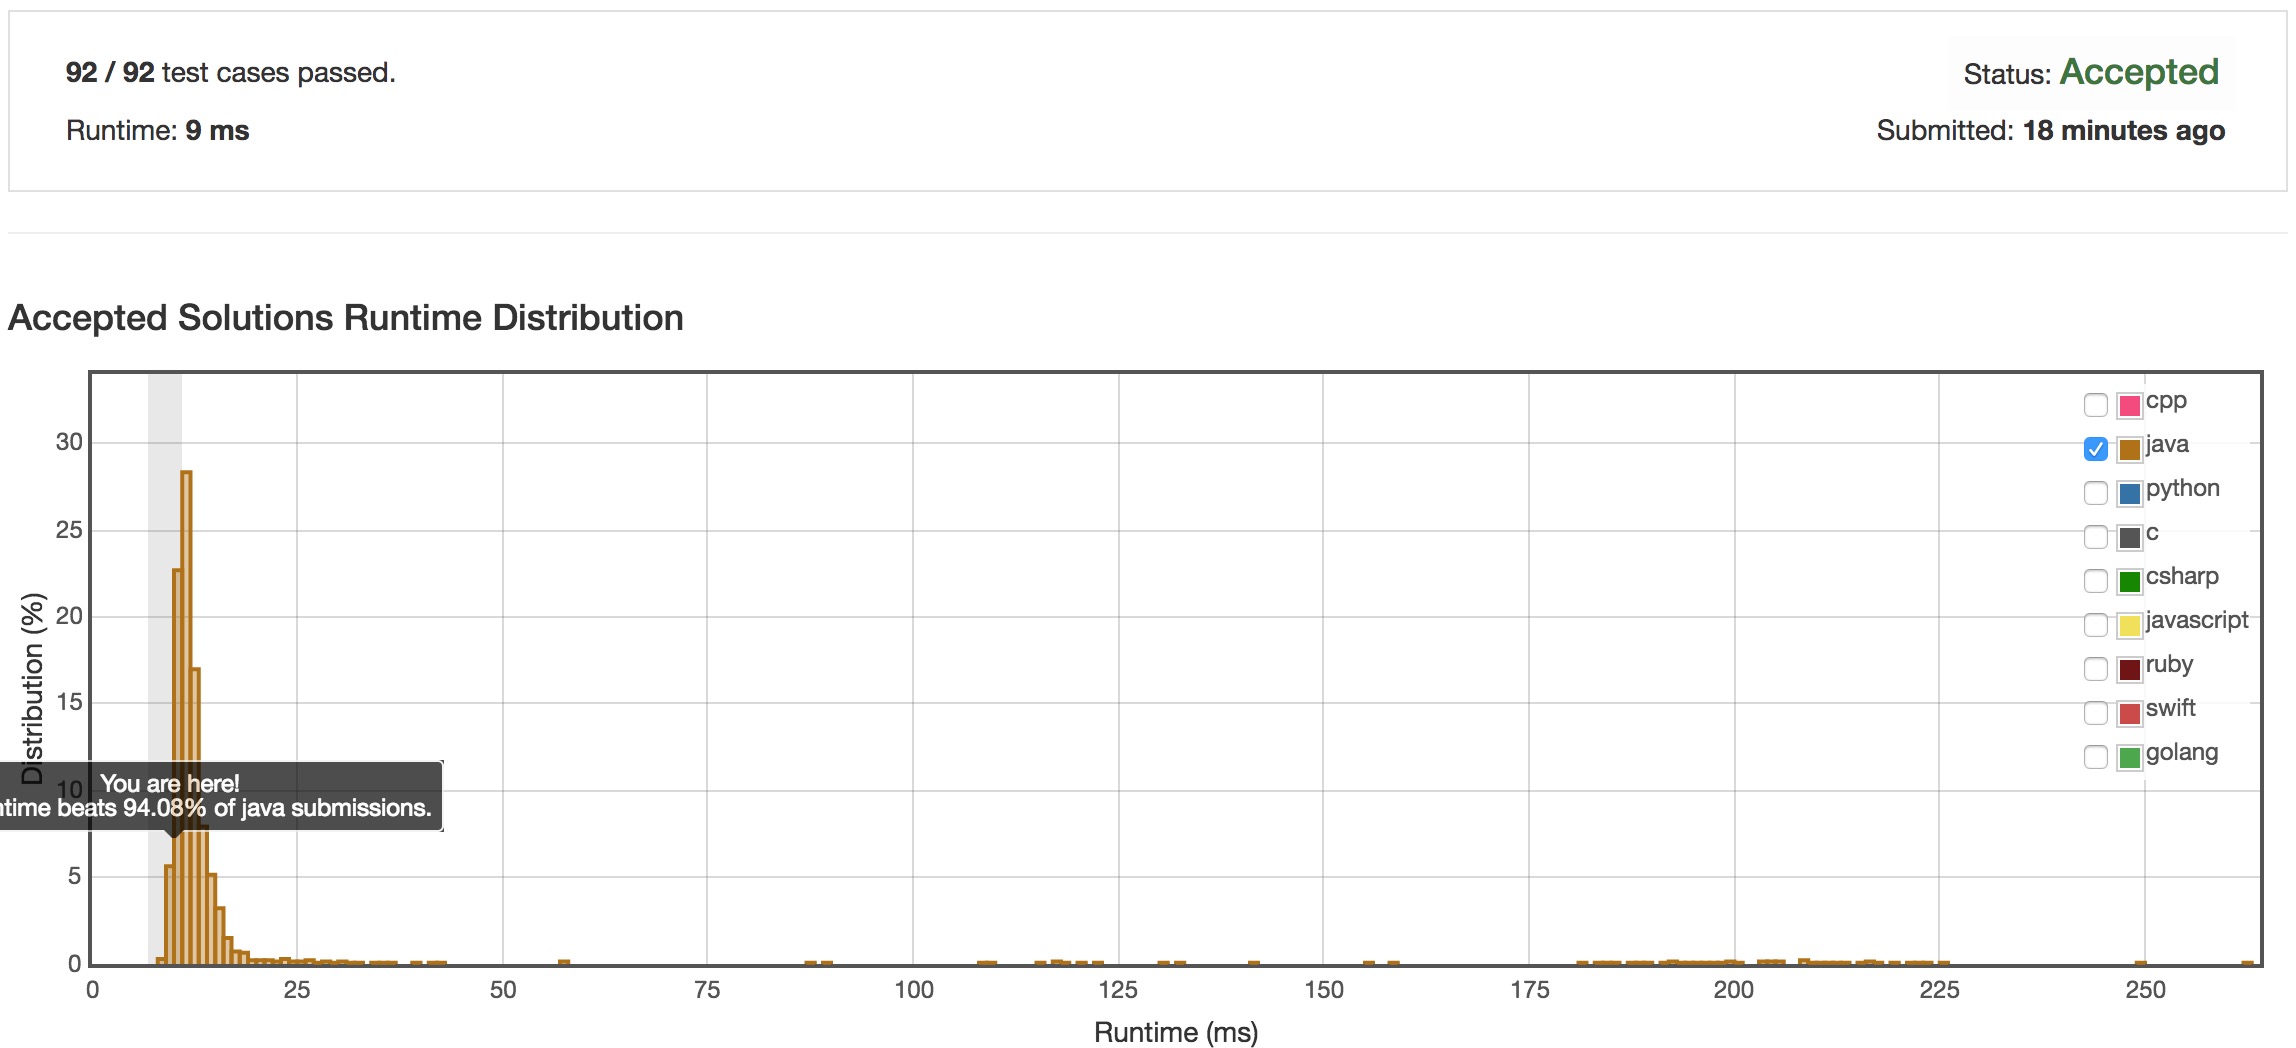 92 / 92 test cases passed.
Status: Accepted
Runtime: 9 ms
Submitted: 18 minutes ago
Accepted Solutions Runtime Distribution
Distribution (%)
30
25
20
15
10
5
0
You are here!
beats 94.08% of java submissions.
cpp
java
python
c
csharp
javascript
ruby
swift
golang
0 25 50 75 100 125 150 175 200 225 250
Runtime (ms)